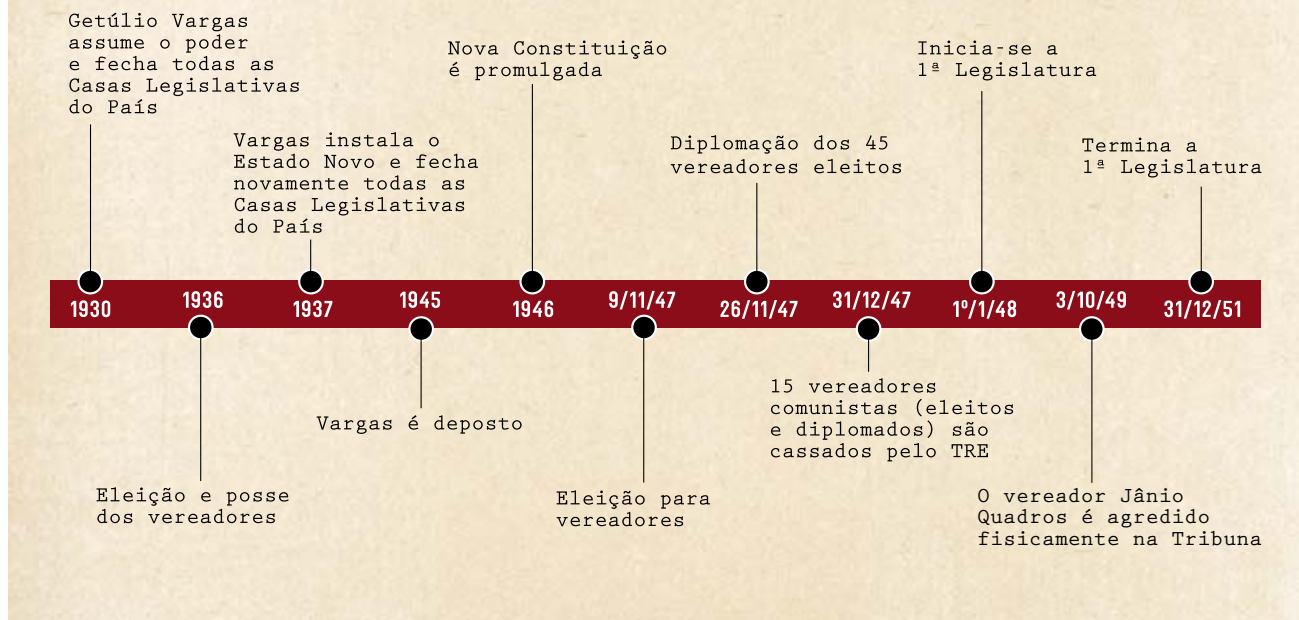 Getúlio Vargas
assume o poder
e fecha todas as
Casas Legislativas
do País
1930
1936
Eleição e posse
dos vereadores
Vargas instala o
Estado Novo e fecha
novamente todas as
Casas Legislativas
do País
1937
1945
Vargas é deposto
Nova Constituição
é promulgada
1946
9/11/47
Eleição para
vereadores
Diplomação dos 45
vereadores eleitos
26/11/47
31/12/47
15 vereadores
comunistas (eleitos
e diplomados) são
cassados pelo TRE
Inicia-se a
1ª Legislatura
1º/1/48
3/10/49
O vereador Jânio
Quadros é agredido
fisicamente na Tribuna
Termina a
1ª Legislatura
31/12/51